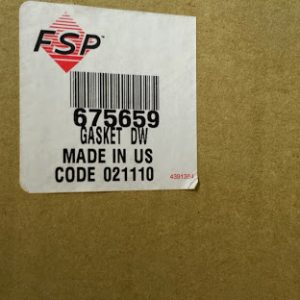 FSP
675659
GASKET DW
MADE IN US
CODE 021110